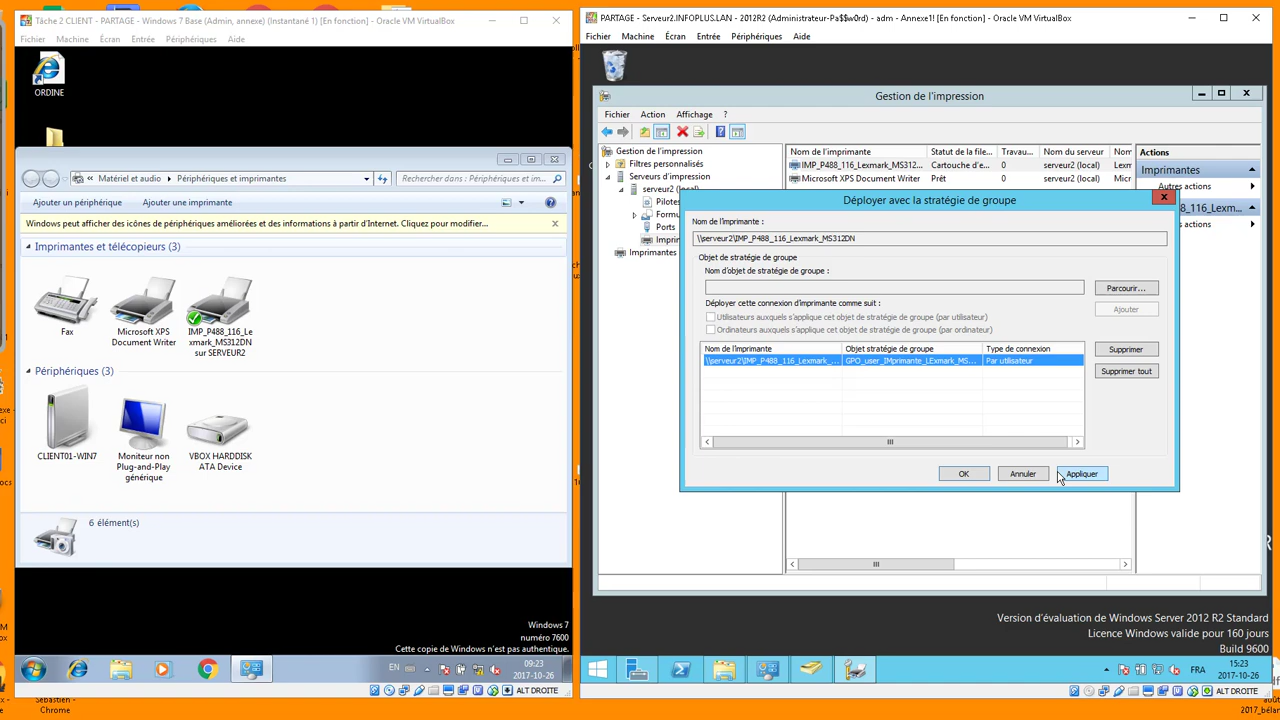 Tâche 2 CLIENT - PARTAGE - Windows 7 Base (Admin, annexe) (Instantané 1) [En fonction] - Oracle VM VirtualBox
Fichier Machine Écran Entrée Périphériques Aide
ORDINE
Matériel et audio Périphériques et imprimantes
Rechercher dans : Périphériques et im...
Ajouter un périphérique Ajouter une imprimante
Windows peut afficher des icônes de périphériques améliorées et des informations à partir d'Internet. Cliquez pour modifier...
Imprimantes et télécopieurs (3)
Fax
Microsoft XPS
Document Writer
IMP_P488_116_Le
xmark_MS312DN
sur SERVEUR2
Périphériques (3)
CLIENT01-WIN7
Moniteur non
Plug-and-Play
générique
VBOX HARDDISK
ATA Device
6 élément(s)
Windows 7
numéro 7600
Cette copie de Windows n'est pas authentique.
EN
09:23
2017-10-26
ALT DROITE
Sebastien -
Chrome
PARTAGE - Serveur2.INFOPLUS.LAN - 2012R2 (Administrateur-Pa$$w0rd) - adm - Annexe1! [En fonction] - Oracle VM VirtualBox
Fichier Machine Écran Entrée Périphériques Aide
Gestion de l'impression
Fichier Action Affichage ?
Gestion de l'impression
Filtres personnalisés
Serveurs d'impression
serveur2 (local)
Pilotes
Formu
Ports
Imprin
Imprimantes
Nom de l'imprimante Statut de la file... Travau... Nom du serveur Nom
IMP_P488_116_Lexmark_MS312... Cartouche d'e... 0 serveur2 (local) Lexm
Microsoft XPS Document Writer Prêt 0 serveur2 (local) Micr
Actions
Imprimantes
Autres actions
_P488_116_Lexm...
actions
Déployer avec la stratégie de groupe
Nom de l'imprimante :
\\serveur2\IMP_P488_116_Lexmark_MS312DN
Objet de stratégie de groupe
Nom d'objet de stratégie de groupe :
Parcourir...
Déployer cette connexion d'imprimante comme suit :
Ajouter
Utilisateurs auxquels s'applique cet objet de stratégie de groupe (par utilisateur)
Ordinateurs auxquels s'applique cet objet de stratégie de groupe (par ordinateur)
Nom de l'imprimante Objet stratégie de groupe Type de connexion
\\serveur2\IMP_P488_116_Lexmark_... GPO_user_IMprimante_LExmark_MS... Par utilisateur
Supprimer
Supprimer tout
OK Annuler Appliquer
Version d'évaluation de Windows Server 2012 R2 Standard
Licence Windows valide pour 160 jours
Build 9600
FRA
15:23
2017-10-26
ALT DROITE
2017_bélan